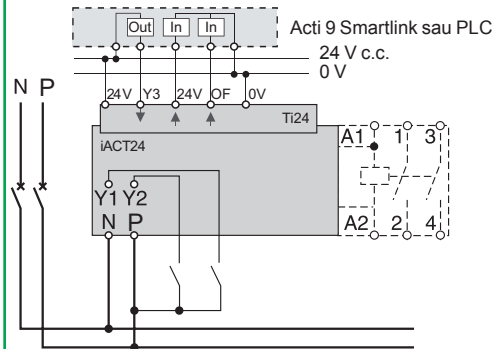 Out In In Acti 9 Smartlink sau PLC
24 V c.c.
0 V
N P
24V Y3 24V OF 0V
Ti24
iACT24
A1 1 3
Y1 Y2
N P
A2 2 4